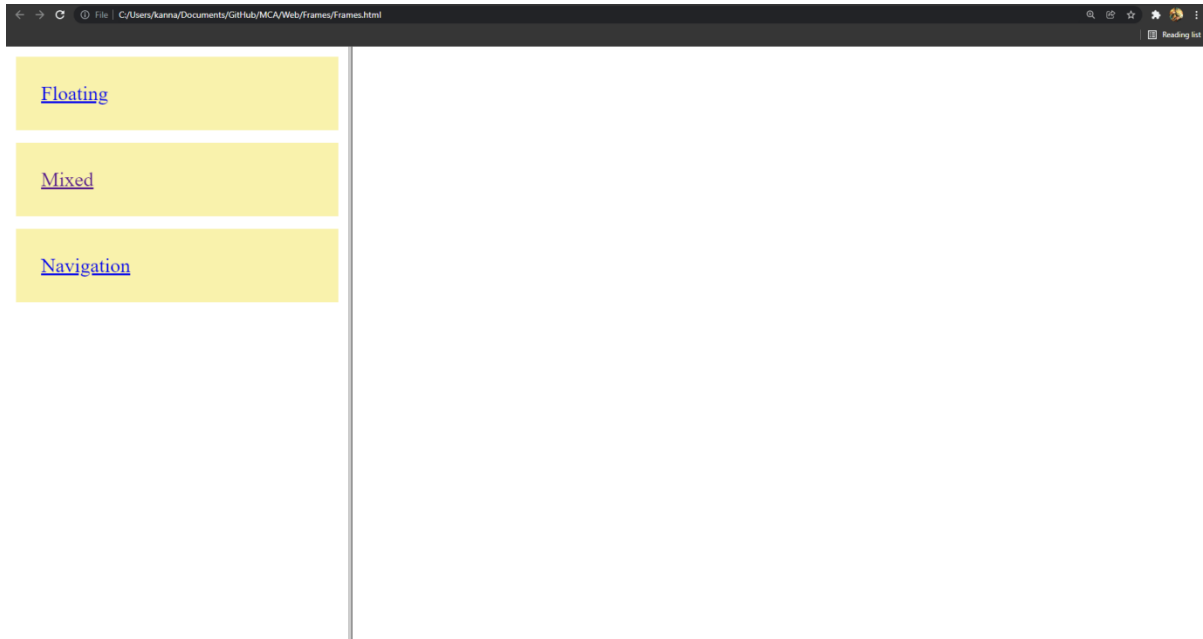 File | C:/Users/kanna/Documents/GitHub/MCA/Web/Frames/Frames.html
Reading list
Floating
Mixed
Navigation